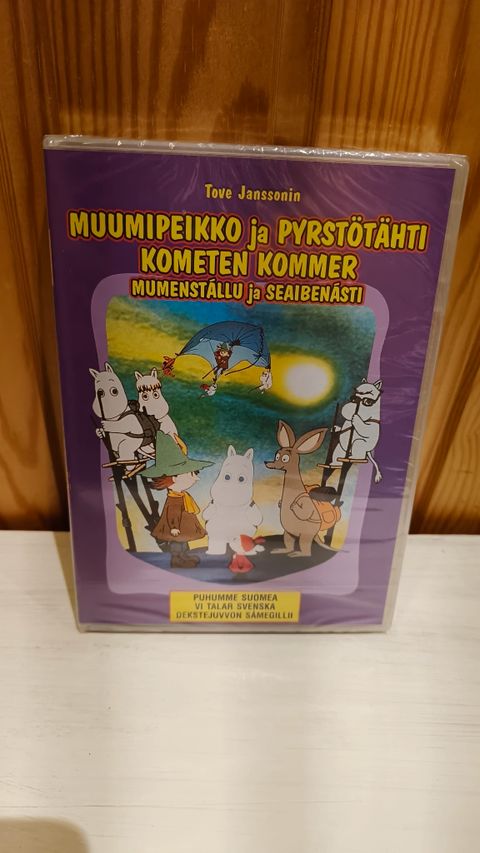 Tove Janssonin
MUUMIPEIKKO ja PYRSTÖTÄHTI
KOMETEN KOMMER
MUMENSTÁLLU ja SEAIBENÁSTI
PUHUMME SUOMEA
VI TALAR SVENSKA
DEKSTEJUVVON SÁMEGILLII